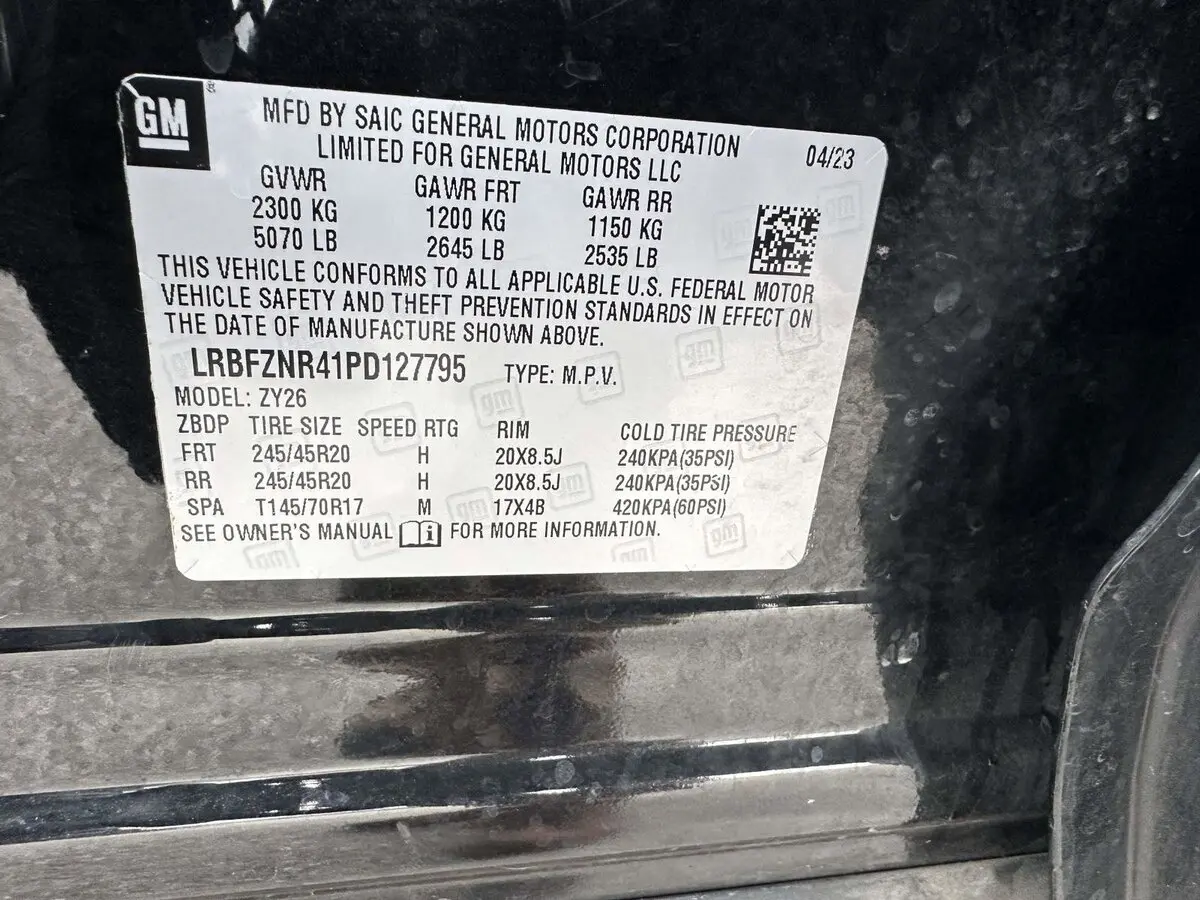 GM ®
MFD BY SAIC GENERAL MOTORS CORPORATION
LIMITED FOR GENERAL MOTORS LLC
04/23
GVWR GAWR FRT GAWR RR
2300 KG 1200 KG 1150 KG
5070 LB 2645 LB 2535 LB
THIS VEHICLE CONFORMS TO ALL APPLICABLE U.S. FEDERAL MOTOR
VEHICLE SAFETY AND THEFT PREVENTION STANDARDS IN EFFECT ON
THE DATE OF MANUFACTURE SHOWN ABOVE.
LRBFZNR41PD127795 TYPE: M.P.V.
MODEL: ZY26
ZBDP TIRE SIZE SPEED RTG RIM COLD TIRE PRESSURE
FRT 245/45R20 H 20X8.5J 240KPA(35PSI)
RR 245/45R20 H 20X8.5J 240KPA(35PSI)
SPA T145/70R17 M 17X4B 420KPA(60PSI)
SEE OWNER'S MANUAL i FOR MORE INFORMATION.